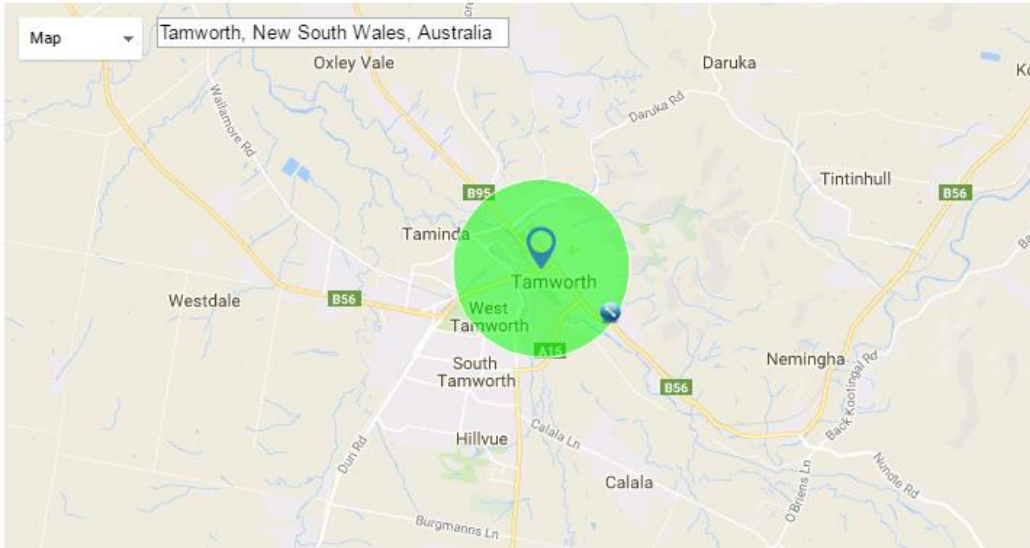 Map
Tamworth, New South Wales, Australia
Oxley Vale
Daruka
Wallamore Rd
Daruka Rd
Tintinhull
B95
B56
Taminda
Tamworth
Westdale
B56
West
Tamworth
A15
South
Tamworth
Nemingha
B56
Back Kootingal Rd
Duri Rd
Hillvue
Calala Ln
Calala
O'Briens Ln
Nundle Rd
Burgmanns Ln